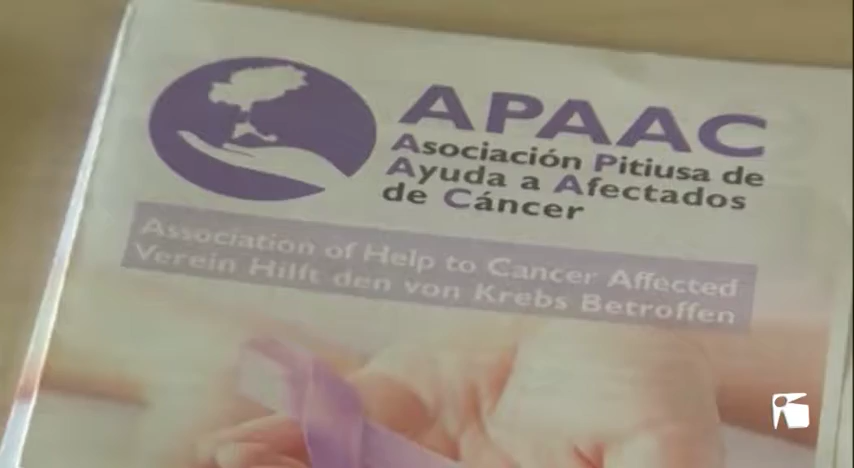 APAAC
Asociación Pitiusa de
Ayuda a Afectados
de Cáncer
Association of Help to Cancer Affected
Verein Hilft den von Krebs Betroffen